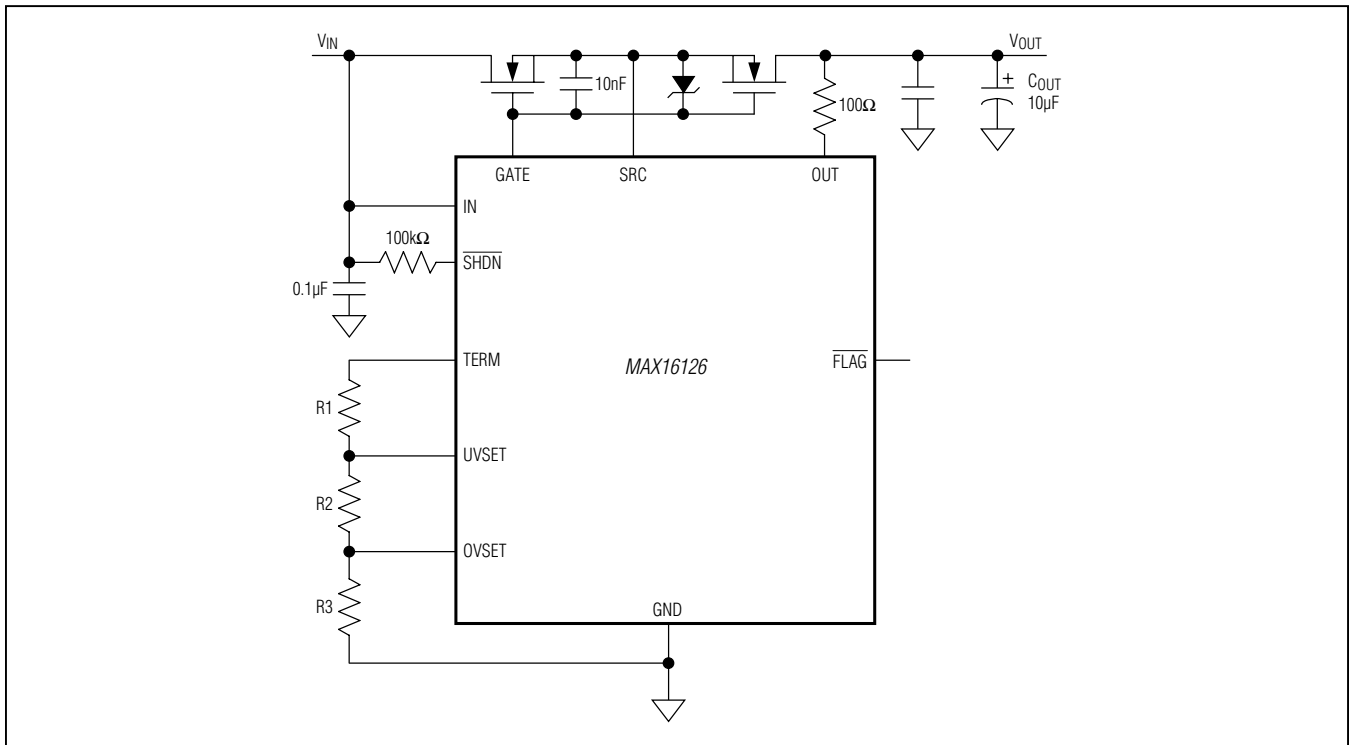 VIN
VOUT
10nF
100Ω
+
COUT
10µF
GATE
SRC
OUT
IN
100kΩ
SHDN
0.1µF
TERM
MAX16126
FLAG
R1
UVSET
R2
OVSET
R3
GND